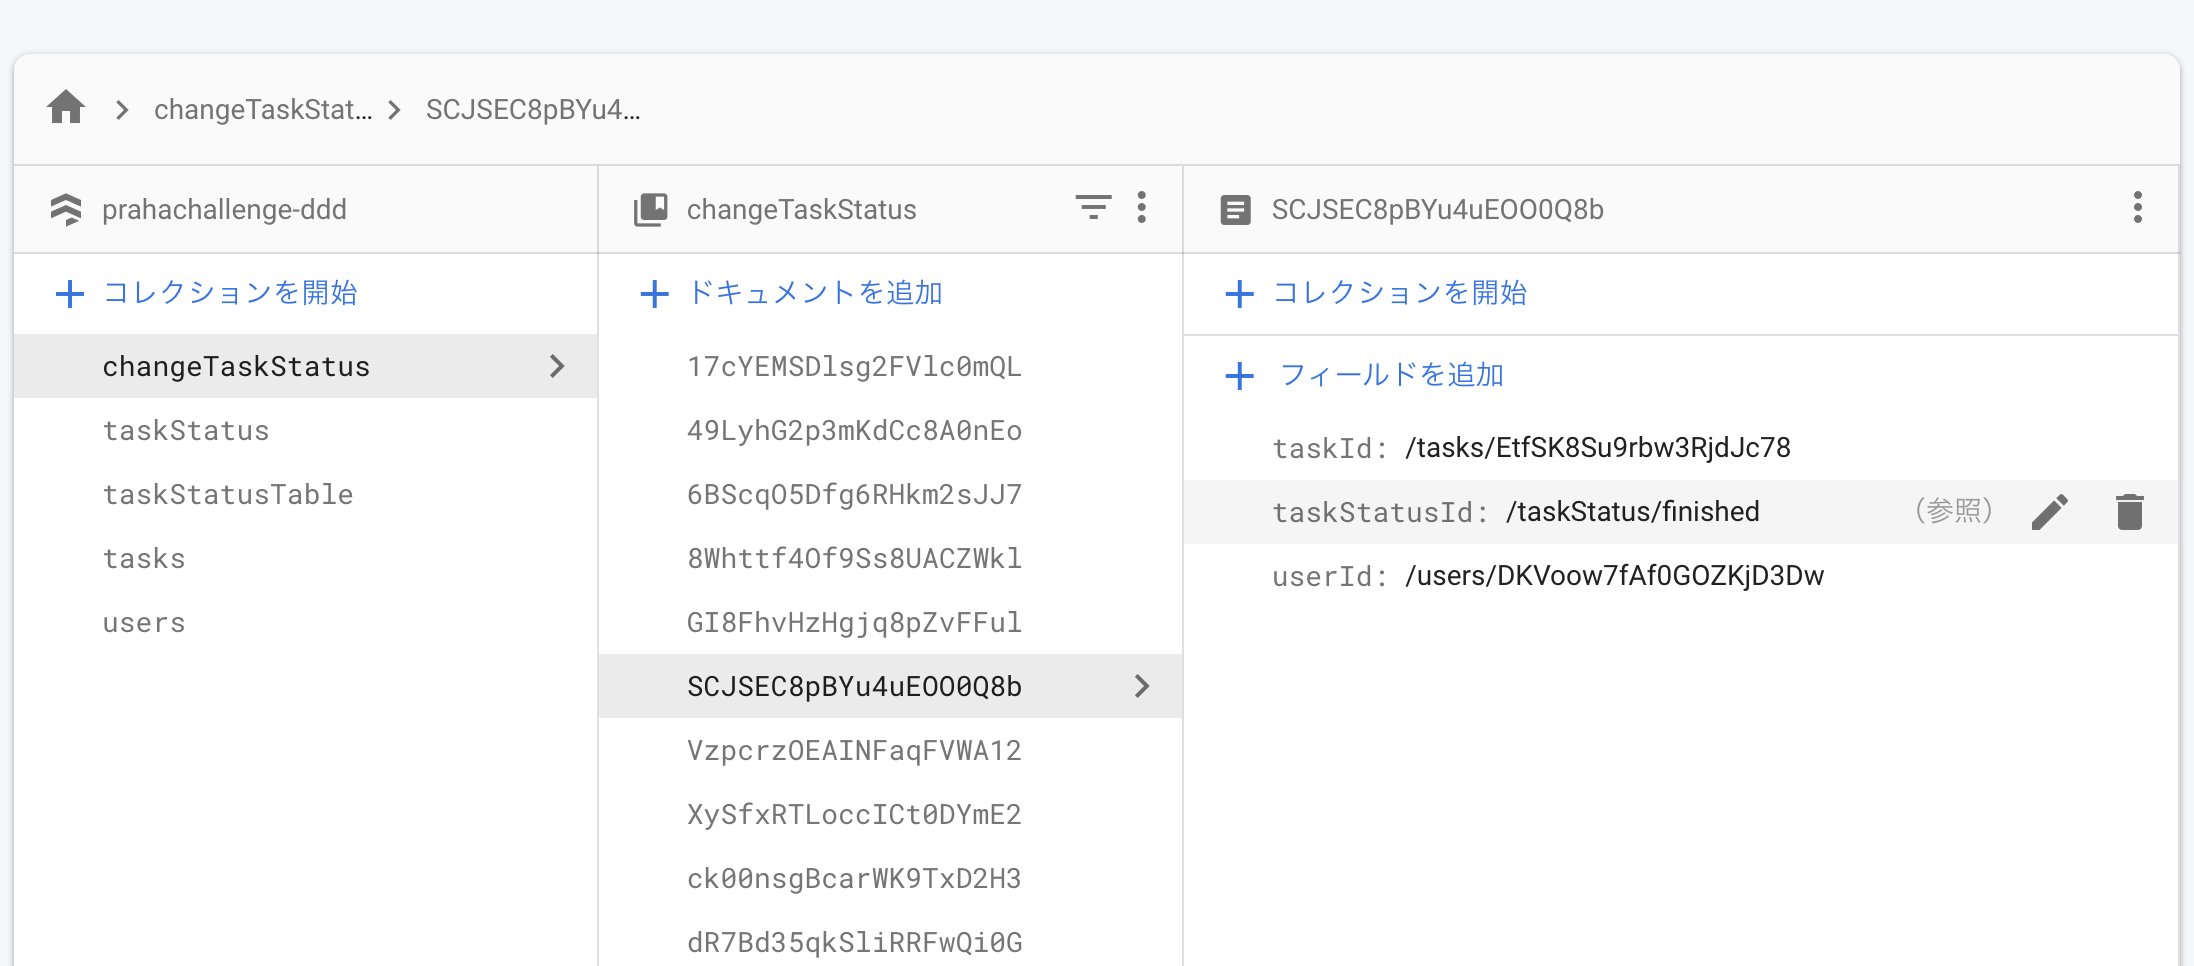 changeTaskStat...
SCJSEC8pBYu4...
prahachallenge-ddd
コレクションを開始
changeTaskStatus
taskStatus
taskStatusTable
tasks
users
changeTaskStatus
ドキュメントを追加
17cYEMSDlsg2FVlc0mQL
49LyhG2p3mKdCc8A0nEo
6BScqO5Dfg6RHkm2sJJ7
8Whttf4Of9Ss8UACZWkl
GI8FhvHzHgjq8pZvFFul
SCJSEC8pBYu4uEOO0Q8b
VzpcrzOEAINFaqFVWA12
XySfxRTLoccICt0DYmE2
ck00nsgBcarWK9TxD2H3
dR7Bd35qkSliRRFwQi0G
SCJSEC8pBYu4uEOO0Q8b
コレクションを開始
フィールドを追加
taskId: /tasks/EtfSK8Su9rbw3RjdJc78
taskStatusId: /taskStatus/finished (参照)
userId: /users/DKVoow7fAf0GOZKjD3Dw